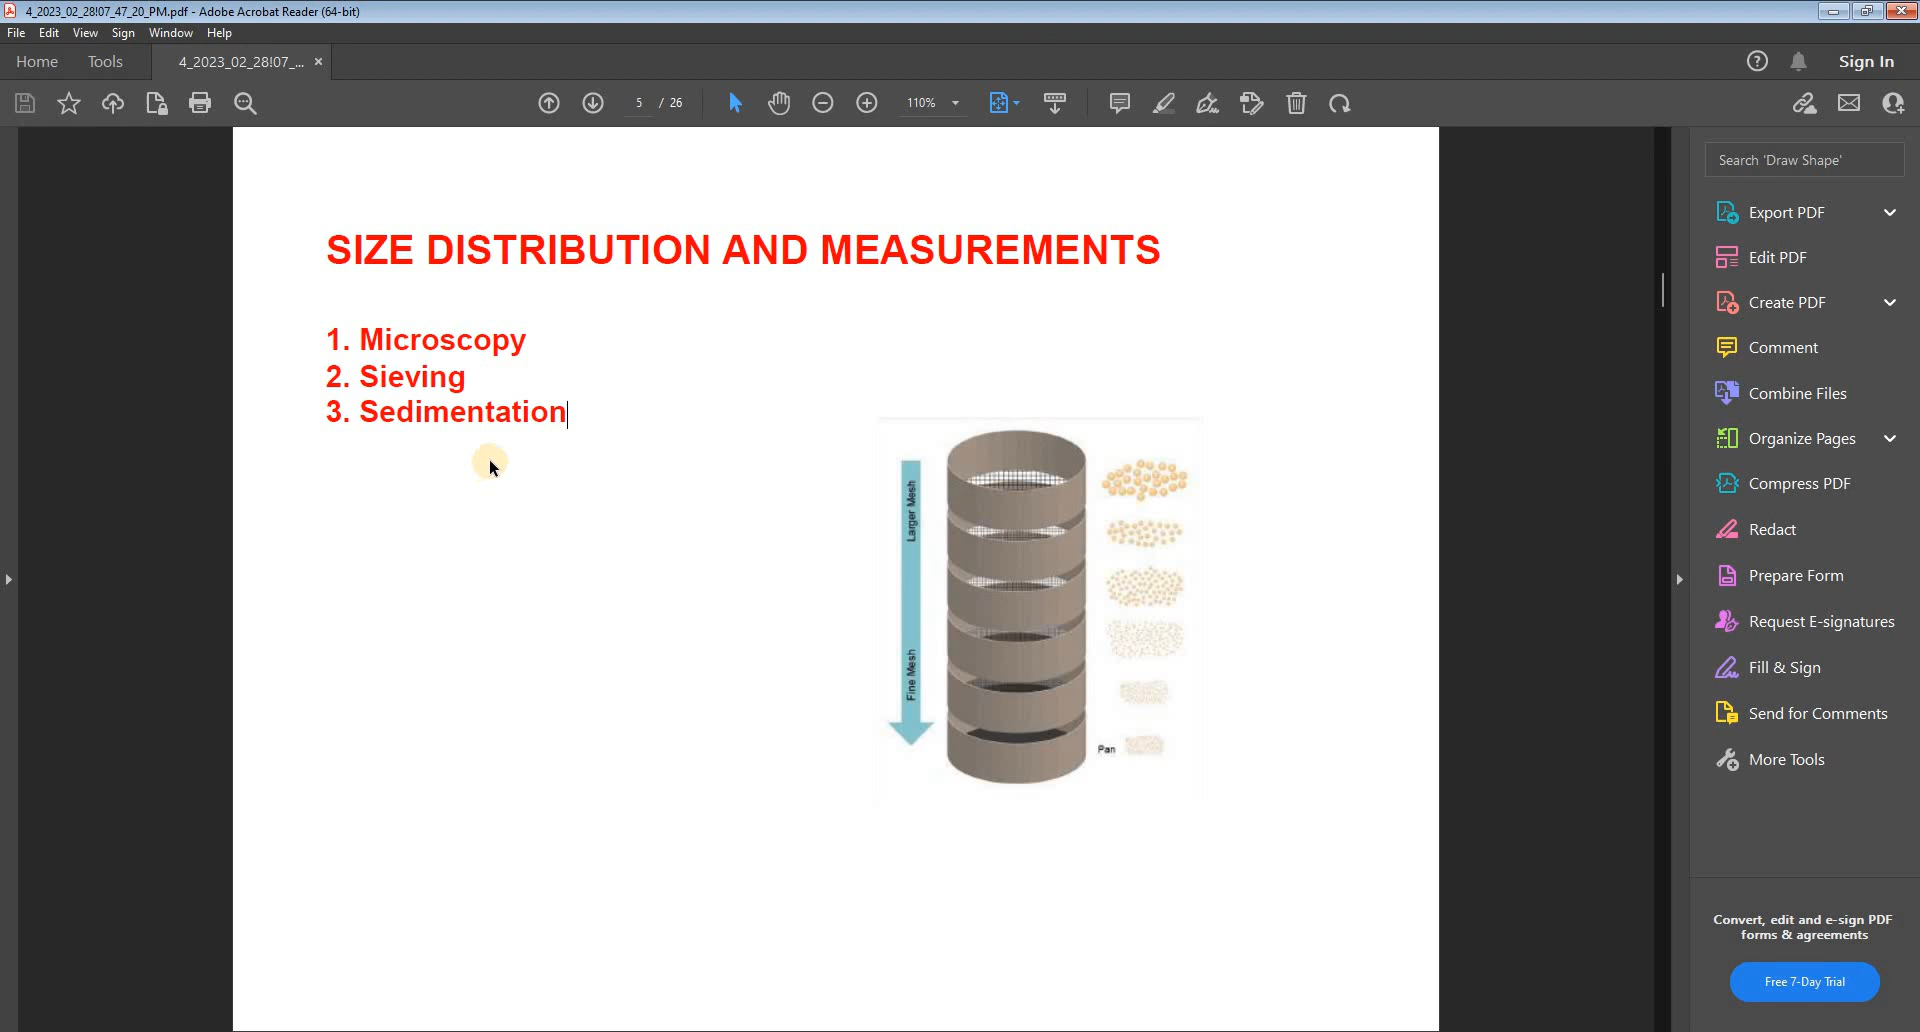 4_2023_02_28!07_47_20_PM.pdf - Adobe Acrobat Reader (64-bit)
File Edit View Sign Window Help
Home Tools 4_2023_02_28!07_... × Sign In
5 / 26 110%
SIZE DISTRIBUTION AND MEASUREMENTS
1. Microscopy
2. Sieving
3. Sedimentation
Larger Mesh
Fine Mesh
Pan
Search 'Draw Shape'
Export PDF
Edit PDF
Create PDF
Comment
Combine Files
Organize Pages
Compress PDF
Redact
Prepare Form
Request E-signatures
Fill & Sign
Send for Comments
More Tools
Convert, edit and e-sign PDF
forms & agreements
Free 7-Day Trial